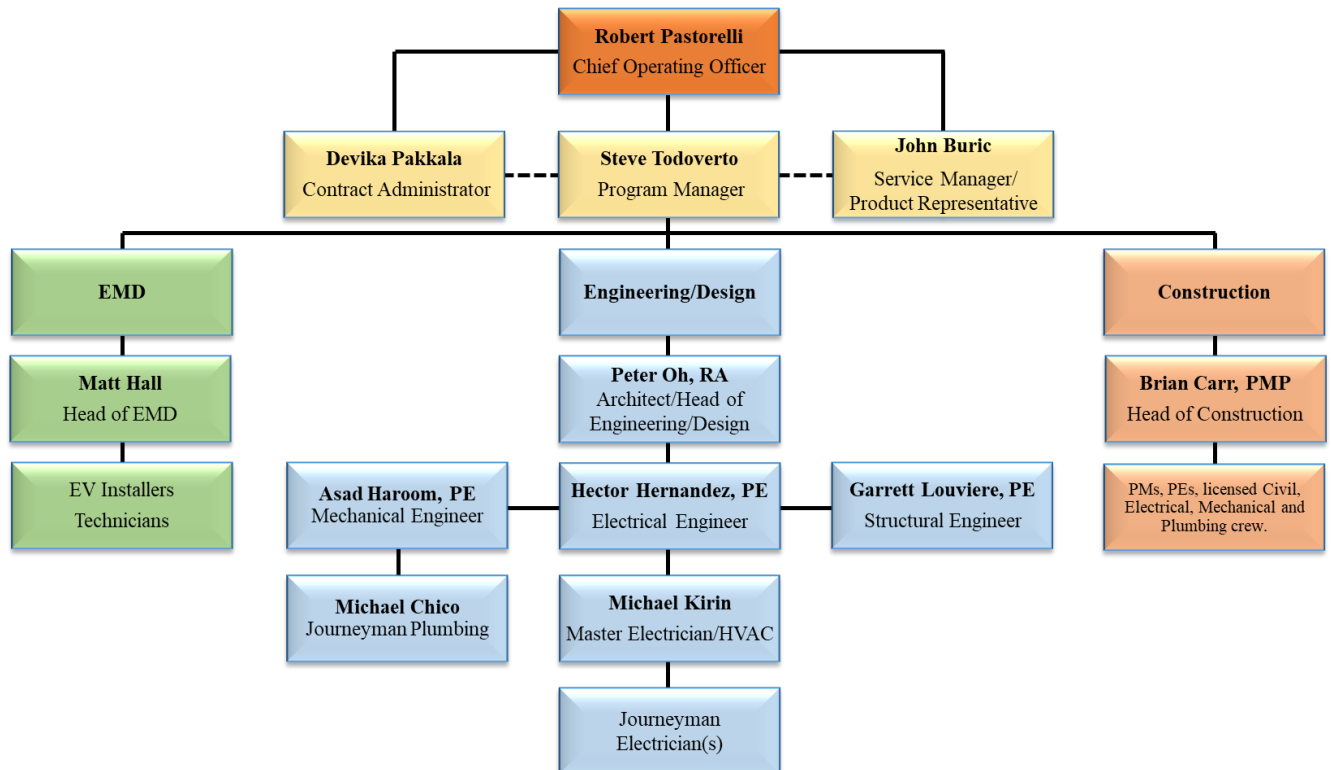 Robert Pastorelli
Chief Operating Officer
Devika Pakkala
Contract Administrator
Steve Todoverto
Program Manager
John Buric
Service Manager/
Product Representative
EMD
Engineering/Design
Construction
Matt Hall
Head of EMD
Peter Oh, RA
Architect/Head of
Engineering/Design
Brian Carr, PMP
Head of Construction
EV Installers
Technicians
Asad Haroom, PE
Mechanical Engineer
Hector Hernandez, PE
Electrical Engineer
Garrett Louviere, PE
Structural Engineer
PMs, PEs, licensed Civil,
Electrical, Mechanical and
Plumbing crew.
Michael Chico
Journeyman Plumbing
Michael Kirin
Master Electrician/HVAC
Journeyman
Electrician(s)